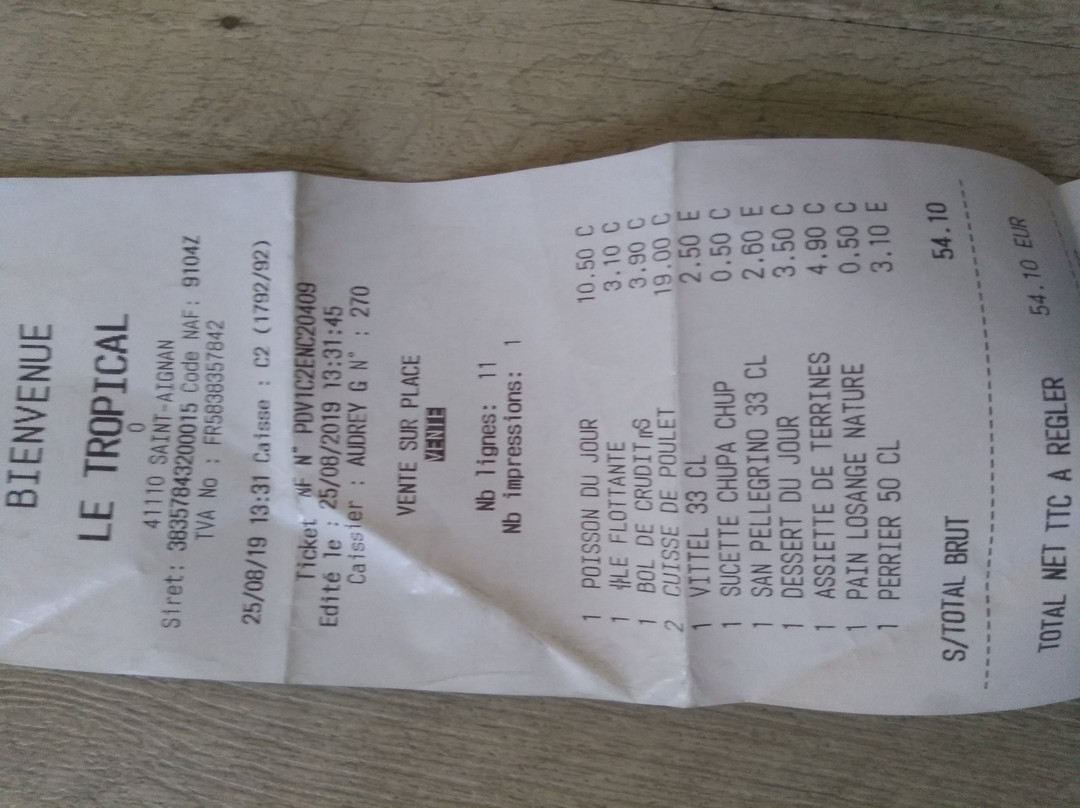 BIENVENUE
LE TROPICAL
0
41110 SAINT-AIGNAN
Siret: 38357843200015 Code NAF: 9104Z
TVA No : FR58383357842
25/08/19 13:31 Caisse : C2 (1792/92)
Ticket NF N° PDV1C2ENC20409
Edité le : 25/08/2019 13:31:45
Caissier : AUDREY G N° : 270
VENTE SUR PLACE
VENTE
Nb lignes: 11
Nb impressions: 1
1 POISSON DU JOUR 10.50 C
1 #LE FLOTTANTE 3.10 C
1 BOL DE CRUDITmS 3.90 C
2 CUISSE DE POULET 19.00 C
1 VITTEL 33 CL 2.50 E
1 SUCETTE CHUPA CHUP 0.50 C
1 SAN PELLEGRINO 33 CL 2.60 E
1 DESSERT DU JOUR 3.50 C
1 ASSIETTE DE TERRINES 4.90 C
1 PAIN LOSANGE NATURE 0.50 C
1 PERRIER 50 CL 3.10 E
S/TOTAL BRUT 54.10
TOTAL NET TTC A REGLER 54.10 EUR